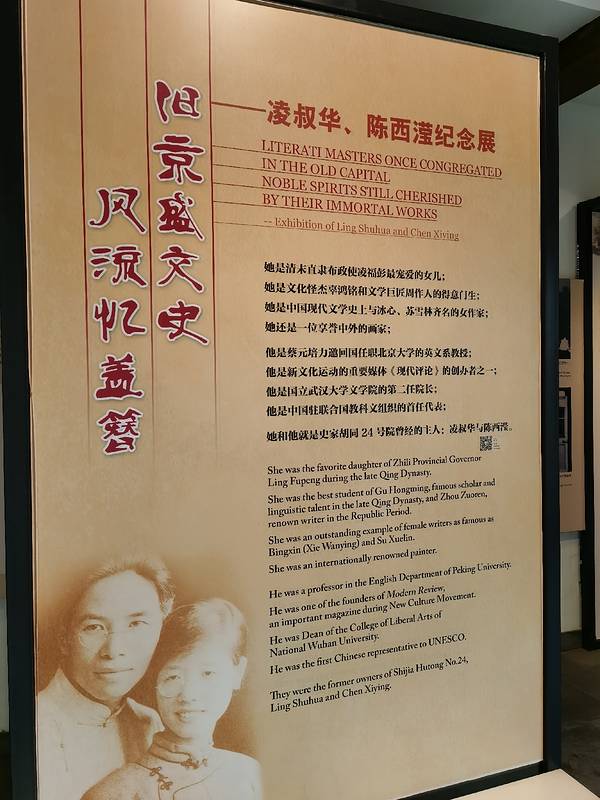 旧京盛文史
风流忆盖簪
——凌叔华、陈西滢纪念展
LITERATI MASTERS ONCE CONGREGATED
IN THE OLD CAPITAL
NOBLE SPIRITS STILL CHERISHED
BY THEIR IMMORTAL WORKS
-- Exhibition of Ling Shuhua and Chen Xiying
她是清末直隶布政使凌福彭最宠爱的女儿；
她是文化怪杰辜鸿铭和文学巨匠周作人的得意门生；
她是中国现代文学史上与冰心、苏雪林齐名的女作家；
她还是一位享誉中外的画家；
他是蔡元培力邀回国任职北京大学的英文系教授；
他是新文化运动的重要媒体《现代评论》的创办者之一；
他是国立武汉大学文学院的第二任院长；
他是中国驻联合国教科文组织的首任代表；
她和他就是史家胡同 24 号院曾经的主人：凌叔华与陈西滢。
She was the favorite daughter of Zhili Provincial Governor
Ling Fupeng during the late Qing Dynasty.
She was the best student of Gu Hongming, famous scholar and
linguistic talent in the late Qing Dynasty, and Zhou Zuoren,
renown writer in the Republic Period.
She was an outstanding example of female writers as famous as
Bingxin (Xie Wanying) and Su Xuelin.
She was an internationally renowned painter.
He was a professor in the English Department of Peking University.
He was one of the founders of Modern Review,
an important magazine during New Culture Movement.
He was Dean of the College of Liberal Arts of
National Wuhan University.
He was the first Chinese representative to UNESCO.
They were the former owners of Shijia Hutong No.24,
Ling Shuhua and Chen Xiying.